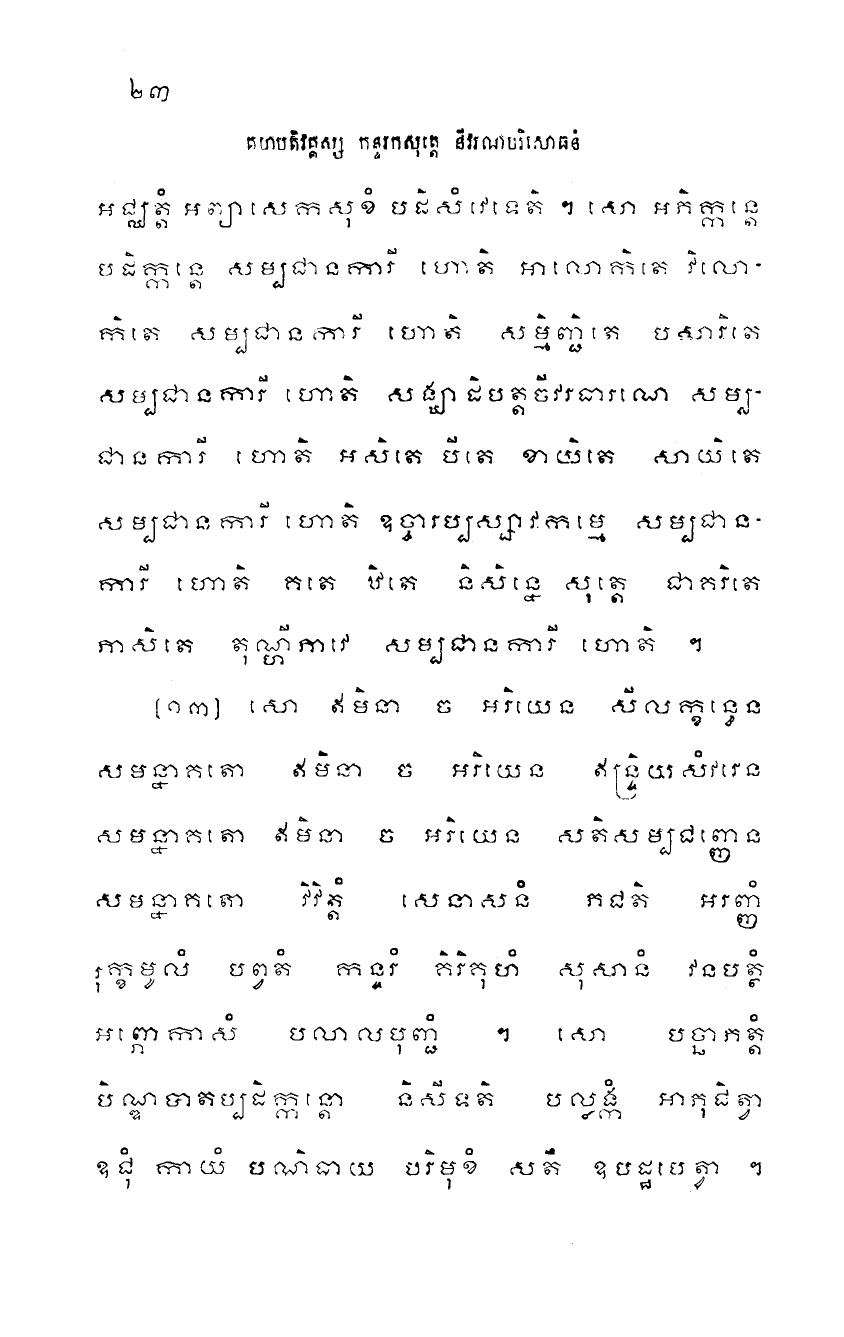 ២៣
គហបតិវគ្គស្ស កន្ទរកសុត្តេ នីវរណបរិសោធនំ
អជ្ឈត្តំ អព្យាសេកសុខំ បដិសំវេទេតិ ។ សោ អភិក្កន្តេ
បដិក្កន្តេ សម្បជានការី ហោតិ អាលោកិតេ វិលោ-
កិតេ សម្បជានការី ហោតិ សម្មិញ្ជិតេ បសារិតេ
សម្បជានការី ហោតិ សង្ឃាដិបត្តចីវរធារណេ សម្ប-
ជានការី ហោតិ អសិតេ បីតេ ខាយិតេ សាយិតេ
សម្បជានការី ហោតិ ឧច្ចារប្បស្សាវកម្មេ សម្បជាន-
ការី ហោតិ គតេ ឋិតេ និសិន្នេ សុត្តេ ជាគរិតេ
ភាសិតេ តុណ្ហីភាវេ សម្បជានការី ហោតិ ។
[១៣] សោ ឥមិនា ច អរិយេន សីលក្ខន្ធេន
សមន្នាគតោ ឥមិនា ច អរិយេន ឥន្ទ្រិយសំវរេន
សមន្នាគតោ ឥមិនា ច អរិយេន សតិសម្បជញ្ញេន
សមន្នាគតោ វិវិត្តំ សេនាសនំ ភជតិ អរញ្ញំ
រុក្ខមូលំ បព្វតំ កន្ទរំ គិរិគុហំ សុសានំ វនបត្ថំ
អព្ភោកាសំ បលាលបុញ្ជំ ។ សោ បច្ឆាភត្តំ
បិណ្ឌបាតប្បដិក្កន្តោ និសីទតិ បល្លង្កំ អាភុជិត្វា
ឧជុំ កាយំ បណិធាយ បរិមុខំ សតឹ ឧបដ្ឋបេត្វា ។